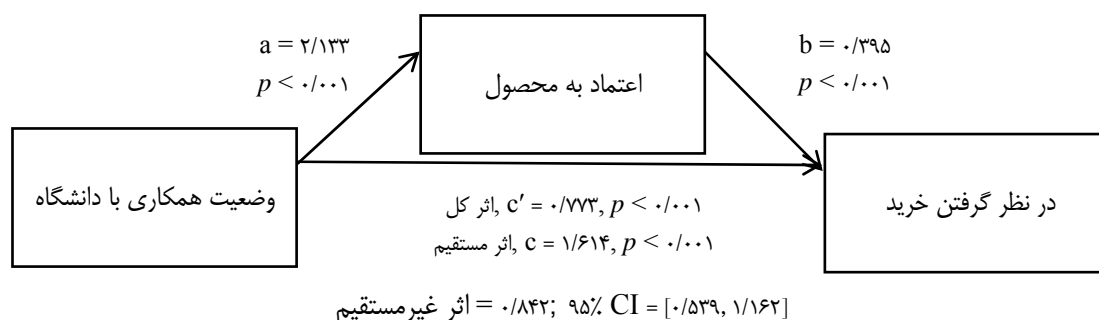 a = ۲/۱۳۳
p < ۰/۰۰۱
اعتماد به محصول
b = ۰/۳۹۵
p < ۰/۰۰۱
وضعیت همکاری با دانشگاه
در نظر گرفتن خرید
اثر کل, c′ = ۰/۷۷۳, p < ۰/۰۰۱
اثر مستقیم, c = ۱/۶۱۴, p < ۰/۰۰۱
اثر غیرمستقیم = ۰/۸۴۲; ۹۵٪ CI = [۰/۵۳۹, ۱/۱۶۲]